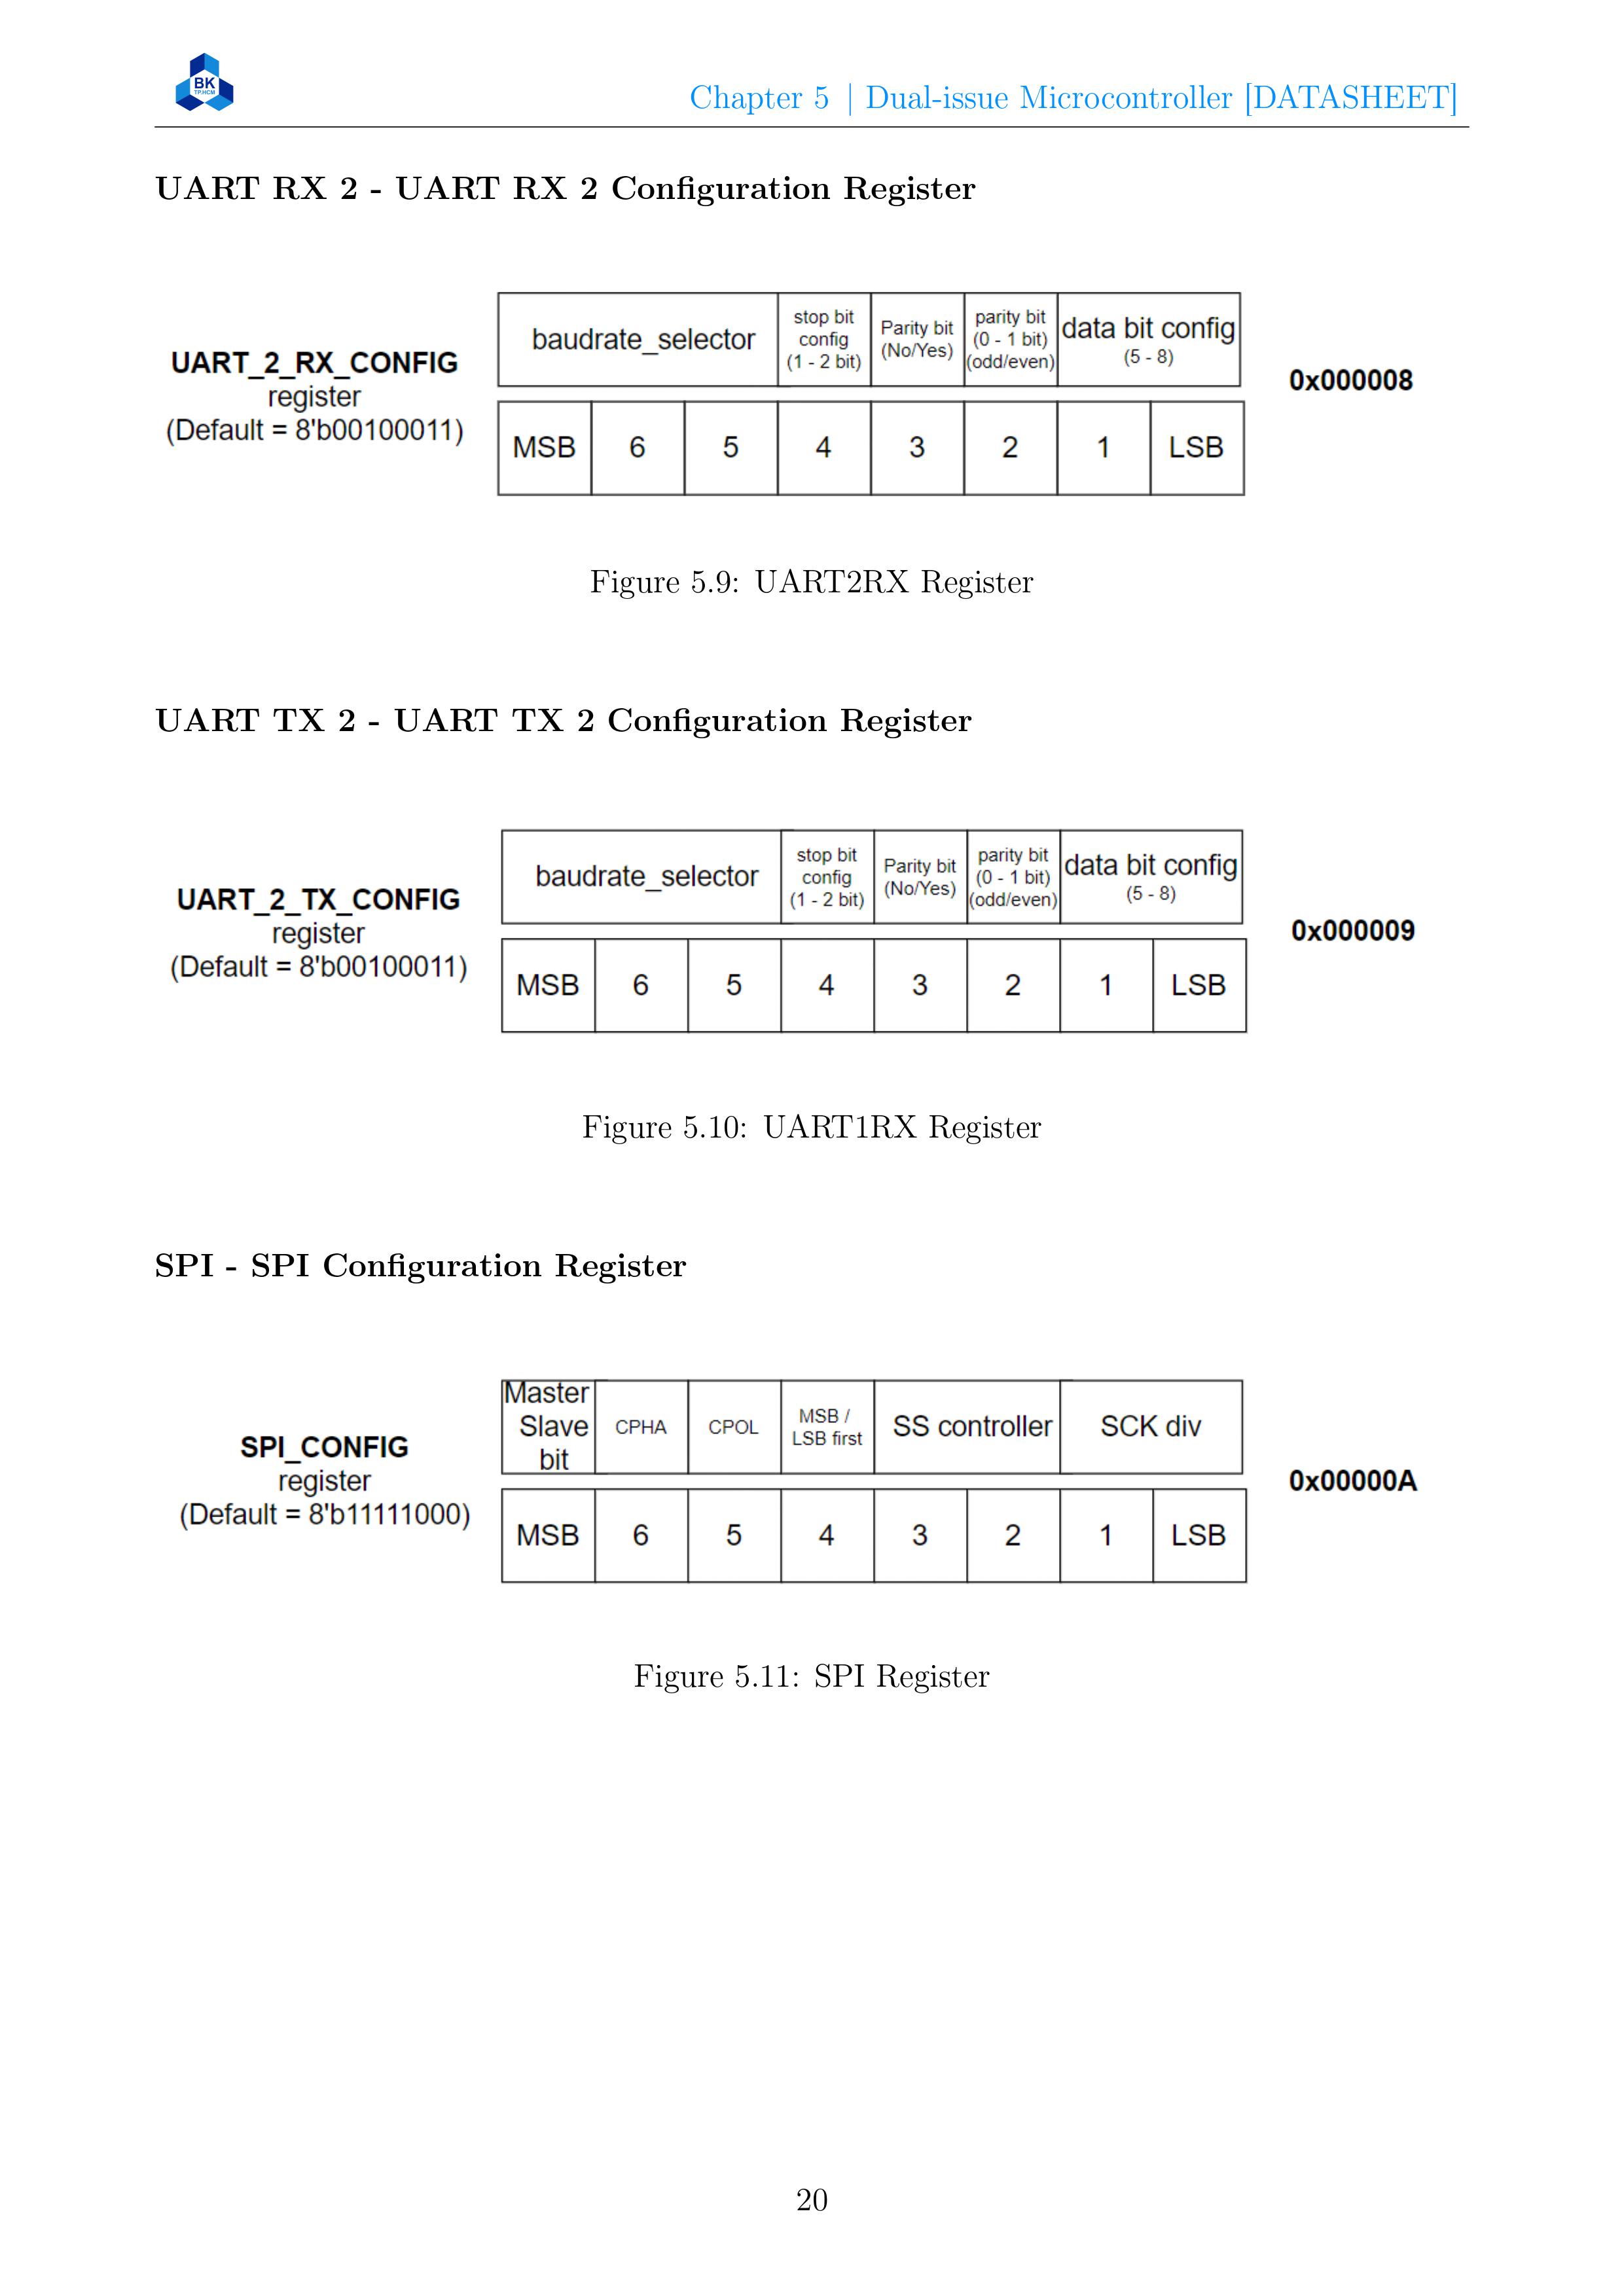 BK
TP.HCM
Chapter 5 | Dual-issue Microcontroller [DATASHEET]
UART RX 2 - UART RX 2 Configuration Register
baudrate_selector
stop bit
config
(1 - 2 bit)
Parity bit
(No/Yes)
parity bit
(0 - 1 bit)
(odd/even)
data bit config
(5 - 8)
UART_2_RX_CONFIG
register
(Default = 8'b00100011)
0x000008
MSB 6 5 4 3 2 1 LSB
Figure 5.9: UART2RX Register
UART TX 2 - UART TX 2 Configuration Register
baudrate_selector
stop bit
config
(1 - 2 bit)
Parity bit
(No/Yes)
parity bit
(0 - 1 bit)
(odd/even)
data bit config
(5 - 8)
UART_2_TX_CONFIG
register
(Default = 8'b00100011)
0x000009
MSB 6 5 4 3 2 1 LSB
Figure 5.10: UART1RX Register
SPI - SPI Configuration Register
Master
Slave
bit
CPHA
CPOL
MSB /
LSB first
SS controller
SCK div
SPI_CONFIG
register
(Default = 8'b11111000)
0x00000A
MSB 6 5 4 3 2 1 LSB
Figure 5.11: SPI Register
20